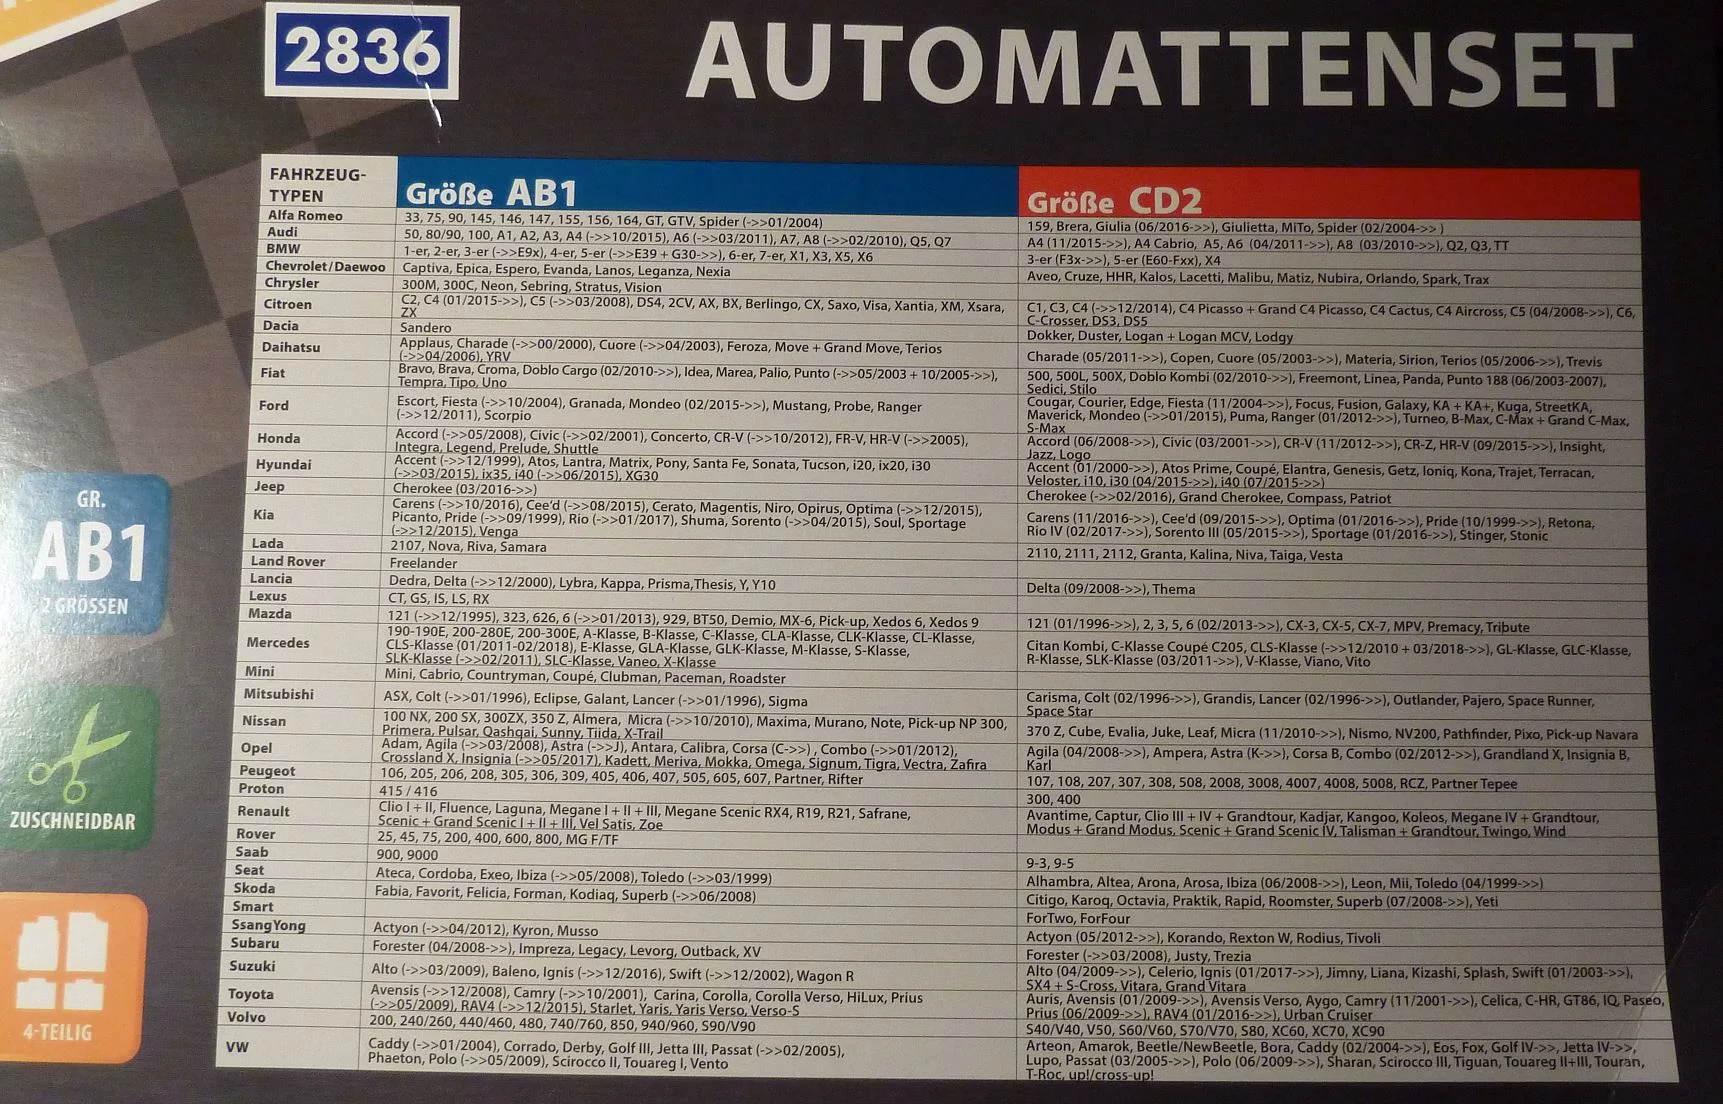 2836
AUTOMATTENSET
FAHRZEUG-
TYPEN
Größe AB1
Größe CD2
Alfa Romeo
33, 75, 90, 145, 146, 147, 155, 156, 164, GT, GTV, Spider (->>01/2004)
159, Brera, Giulia (06/2016->>), Giulietta, MiTo, Spider (02/2004->> )
Audi
50, 80/90, 100, A1, A2, A3, A4 (->>10/2015), A6 (->>03/2011), A7, A8 (->>02/2010), Q5, Q7
A4 (11/2015->>), A4 Cabrio, A5, A6 (04/2011->>), A8 (03/2010->>), Q2, Q3, TT
BMW
1-er, 2-er, 3-er (->>E9x), 4-er, 5-er (->>E39 + G30->>), 6-er, 7-er, X1, X3, X5, X6
3-er (F3x->>), 5-er (E60-Fxx), X4
Chevrolet/Daewoo
Captiva, Epica, Espero, Evanda, Lanos, Leganza, Nexia
Aveo, Cruze, HHR, Kalos, Lacetti, Malibu, Matiz, Nubira, Orlando, Spark, Trax
Chrysler
300M, 300C, Neon, Sebring, Stratus, Vision
Citroen
C2, C4 (01/2015->>), C5 (->>03/2008), DS4, 2CV, AX, BX, Berlingo, CX, Saxo, Visa, Xantia, XM, Xsara,
ZX
C1, C3, C4 (->>12/2014), C4 Picasso + Grand C4 Picasso, C4 Cactus, C4 Aircross, C5 (04/2008->>), C6,
C-Crosser, DS3, DS5
Dacia
Sandero
Dokker, Duster, Logan + Logan MCV, Lodgy
Daihatsu
Applaus, Charade (->>00/2000), Cuore (->>04/2003), Feroza, Move + Grand Move, Terios
(->>04/2006), YRV
Charade (05/2011->>), Copen, Cuore (05/2003->>), Materia, Sirion, Terios (05/2006->>), Trevis
Fiat
Bravo, Brava, Croma, Doblo Cargo (02/2010->>), Idea, Marea, Palio, Punto (->>05/2003 + 10/2005->>),
Tempra, Tipo, Uno
500, 500L, 500X, Doblo Kombi (02/2010->>), Freemont, Linea, Panda, Punto 188 (06/2003-2007),
Sedici, Stilo
Ford
Escort, Fiesta (->>10/2004), Granada, Mondeo (02/2015->>), Mustang, Probe, Ranger
(->>12/2011), Scorpio
Cougar, Courier, Edge, Fiesta (11/2004->>), Focus, Fusion, Galaxy, KA + KA+, Kuga, StreetKA,
Maverick, Mondeo (->>01/2015), Puma, Ranger (01/2012->>), Turneo, B-Max, C-Max + Grand C-Max,
S-Max
Honda
Accord (->>05/2008), Civic (->>02/2001), Concerto, CR-V (->>10/2012), FR-V, HR-V (->>2005),
Integra, Legend, Prelude, Shuttle
Accord (06/2008->>), Civic (03/2001->>), CR-V (11/2012->>), CR-Z, HR-V (09/2015->>), Insight,
Jazz, Logo
Hyundai
Accent (->>12/1999), Atos, Lantra, Matrix, Pony, Santa Fe, Sonata, Tucson, i20, ix20, i30
(->>03/2015), ix35, i40 (->>06/2015), XG30
Accent (01/2000->>), Atos Prime, Coupé, Elantra, Genesis, Getz, Ioniq, Kona, Trajet, Terracan,
Veloster, i10, i30 (04/2015->>), i40 (07/2015->>)
Jeep
Cherokee (03/2016->>)
Cherokee (->>02/2016), Grand Cherokee, Compass, Patriot
Kia
Carens (->>10/2016), Cee'd (->>08/2015), Cerato, Magentis, Niro, Opirus, Optima (->>12/2015),
Picanto, Pride (->>09/1999), Rio (->>01/2017), Shuma, Sorento (->>04/2015), Soul, Sportage
(->>12/2015), Venga
Carens (11/2016->>), Cee'd (09/2015->>), Optima (01/2016->>), Pride (10/1999->>), Retona,
Rio IV (02/2017->>), Sorento III (05/2015->>), Sportage (01/2016->>), Stinger, Stonic
Lada
2107, Nova, Riva, Samara
2110, 2111, 2112, Granta, Kalina, Niva, Taiga, Vesta
Land Rover
Freelander
Lancia
Dedra, Delta (->>12/2000), Lybra, Kappa, Prisma,Thesis, Y, Y10
Delta (09/2008->>), Thema
Lexus
CT, GS, IS, LS, RX
Mazda
121 (->>12/1995), 323, 626, 6 (->>01/2013), 929, BT50, Demio, MX-6, Pick-up, Xedos 6, Xedos 9
121 (01/1996->>), 2, 3, 5, 6 (02/2013->>), CX-3, CX-5, CX-7, MPV, Premacy, Tribute
Mercedes
190-190E, 200-280E, 200-300E, A-Klasse, B-Klasse, C-Klasse, CLA-Klasse, CLK-Klasse, CL-Klasse,
CLS-Klasse (01/2011-02/2018), E-Klasse, GLA-Klasse, GLK-Klasse, M-Klasse, S-Klasse,
SLK-Klasse (->>02/2011), SLC-Klasse, Vaneo, X-Klasse
Citan Kombi, C-Klasse Coupé C205, CLS-Klasse (->>12/2010 + 03/2018->>), GL-Klasse, GLC-Klasse,
R-Klasse, SLK-Klasse (03/2011->>), V-Klasse, Viano, Vito
Mini
Mini, Cabrio, Countryman, Coupé, Clubman, Paceman, Roadster
Mitsubishi
ASX, Colt (->>01/1996), Eclipse, Galant, Lancer (->>01/1996), Sigma
Carisma, Colt (02/1996->>), Grandis, Lancer (02/1996->>), Outlander, Pajero, Space Runner,
Space Star
Nissan
100 NX, 200 SX, 300ZX, 350 Z, Almera, Micra (->>10/2010), Maxima, Murano, Note, Pick-up NP 300,
Primera, Pulsar, Qashqai, Sunny, Tiida, X-Trail
370 Z, Cube, Evalia, Juke, Leaf, Micra (11/2010->>), Nismo, NV200, Pathfinder, Pixo, Pick-up Navara
Opel
Adam, Agila (->>03/2008), Astra (->>J), Antara, Calibra, Corsa (C->>) , Combo (->>01/2012),
Crossland X, Insignia (->>05/2017), Kadett, Meriva, Mokka, Omega, Signum, Tigra, Vectra, Zafira
Agila (04/2008->>), Ampera, Astra (K->>), Corsa B, Combo (02/2012->>), Grandland X, Insignia B,
Karl
Peugeot
106, 205, 206, 208, 305, 306, 309, 405, 406, 407, 505, 605, 607, Partner, Rifter
107, 108, 207, 307, 308, 508, 2008, 3008, 4007, 4008, 5008, RCZ, Partner Tepee
Proton
415 / 416
300, 400
Renault
Clio I + II, Fluence, Laguna, Megane I + II + III, Megane Scenic RX4, R19, R21, Safrane,
Scenic + Grand Scenic I + II + III, Vel Satis, Zoe
Avantime, Captur, Clio III + IV + Grandtour, Kadjar, Kangoo, Koleos, Megane IV + Grandtour,
Modus + Grand Modus, Scenic + Grand Scenic IV, Talisman + Grandtour, Twingo, Wind
Rover
25, 45, 75, 200, 400, 600, 800, MG F/TF
Saab
900, 9000
9-3, 9-5
Seat
Ateca, Cordoba, Exeo, Ibiza (->>05/2008), Toledo (->>03/1999)
Alhambra, Altea, Arona, Arosa, Ibiza (06/2008->>), Leon, Mii, Toledo (04/1999->>)
Skoda
Fabia, Favorit, Felicia, Forman, Kodiaq, Superb (->>06/2008)
Citigo, Karoq, Octavia, Praktik, Rapid, Roomster, Superb (07/2008->>), Yeti
Smart
ForTwo, ForFour
SsangYong
Actyon (->>04/2012), Kyron, Musso
Actyon (05/2012->>), Korando, Rexton W, Rodius, Tivoli
Subaru
Forester (04/2008->>), Impreza, Legacy, Levorg, Outback, XV
Forester (->>03/2008), Justy, Trezia
Suzuki
Alto (->>03/2009), Baleno, Ignis (->>12/2016), Swift (->>12/2002), Wagon R
Alto (04/2009->>), Celerio, Ignis (01/2017->>), Jimny, Liana, Kizashi, Splash, Swift (01/2003->>),
SX4 + S-Cross, Vitara, Grand Vitara
Toyota
Avensis (->>12/2008), Camry (->>10/2001), Carina, Corolla, Corolla Verso, HiLux, Prius
(->>05/2009), RAV4 (->>12/2015), Starlet, Yaris, Yaris Verso, Verso-S
Auris, Avensis (01/2009->>), Avensis Verso, Aygo, Camry (11/2001->>), Celica, C-HR, GT86, IQ, Paseo,
Prius (06/2009->>), RAV4 (01/2016->>), Urban Cruiser
Volvo
200, 240/260, 440/460, 480, 740/760, 850, 940/960, S90/V90
S40/V40, V50, S60/V60, S70/V70, S80, XC60, XC70, XC90
VW
Caddy (->>01/2004), Corrado, Derby, Golf III, Jetta III, Passat (->>02/2005),
Phaeton, Polo (->>05/2009), Scirocco II, Touareg I, Vento
Arteon, Amarok, Beetle/NewBeetle, Bora, Caddy (02/2004->>), Eos, Fox, Golf IV->>, Jetta IV->>,
Lupo, Passat (03/2005->>), Polo (06/2009->>), Sharan, Scirocco III, Tiguan, Touareg II+III, Touran,
T-Roc, up!/cross-up!
GR.
AB1
2 GRÖSSEN
ZUSCHNEIDBAR
4-TEILIG